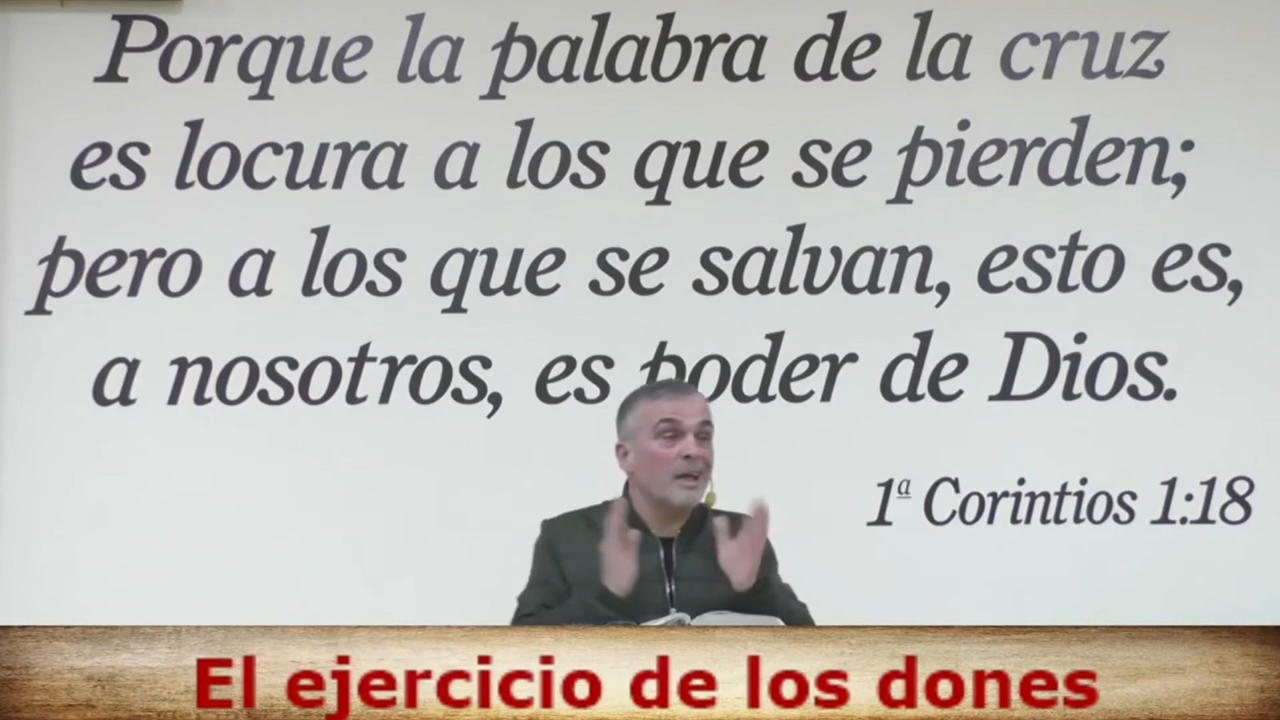 Porque la palabra de la cruz
es locura a los que se pierden;
pero a los que se salvan, esto es,
a nosotros, es poder de Dios.
1ª Corintios 1:18
El ejercicio de los dones